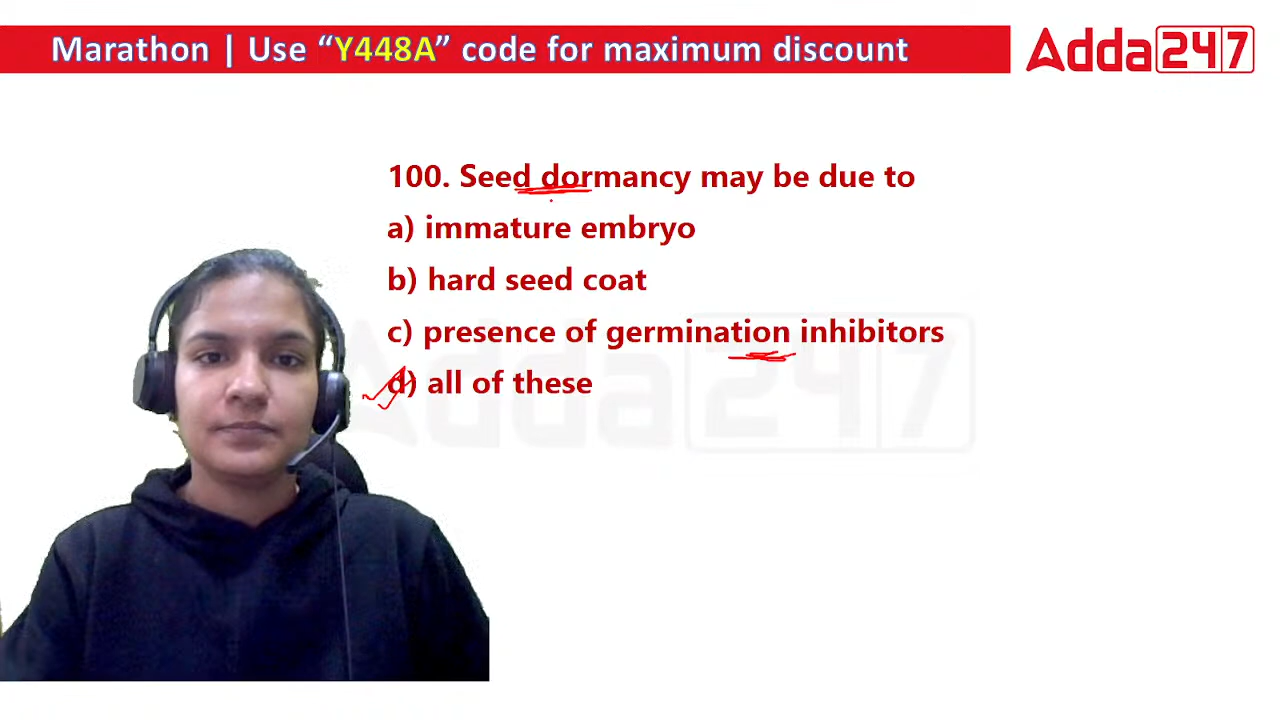 Marathon | Use “Y448A” code for maximum discount
Adda247
100. Seed dormancy may be due to
a) immature embryo
b) hard seed coat
c) presence of germination inhibitors
d) all of these
Adda247